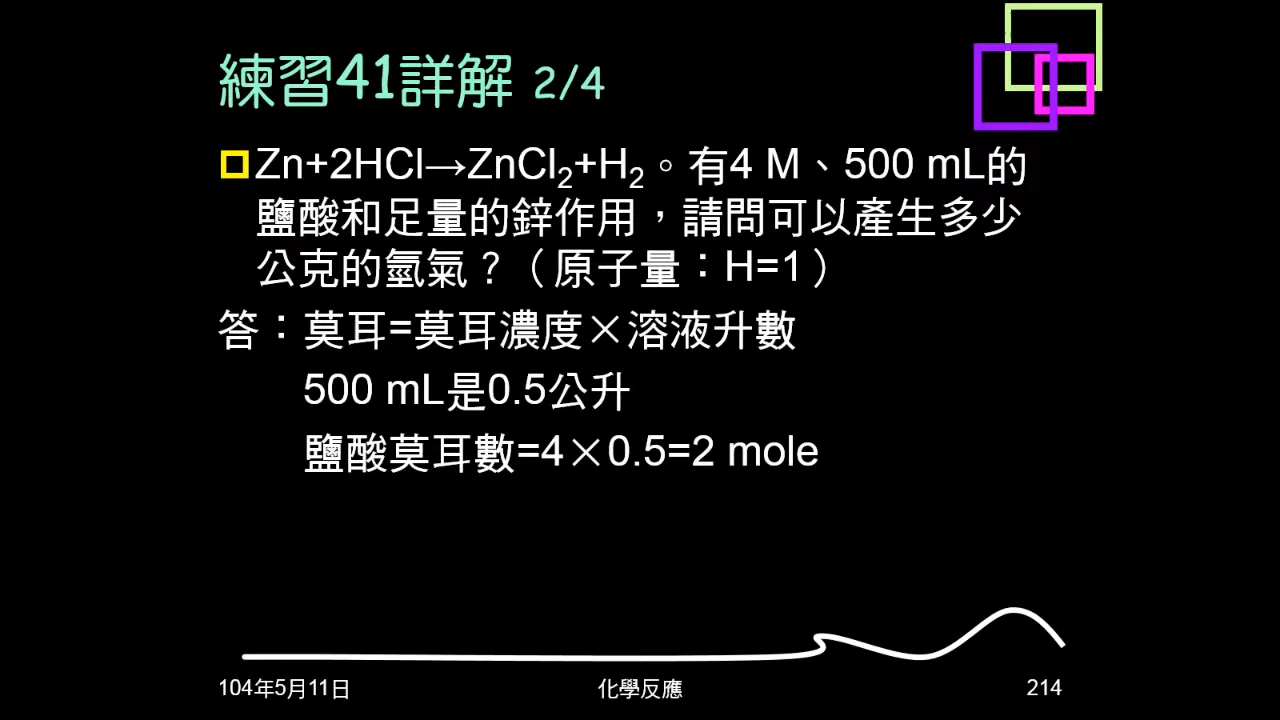 練習41詳解 2/4
Zn+2HCl→ZnCl₂+H₂。有4 M、500 mL的
鹽酸和足量的鋅作用，請問可以產生多少
公克的氫氣？（原子量：H=1）
答：莫耳=莫耳濃度×溶液升數
500 mL是0.5公升
鹽酸莫耳數=4×0.5=2 mole
104年5月11日
化學反應
214